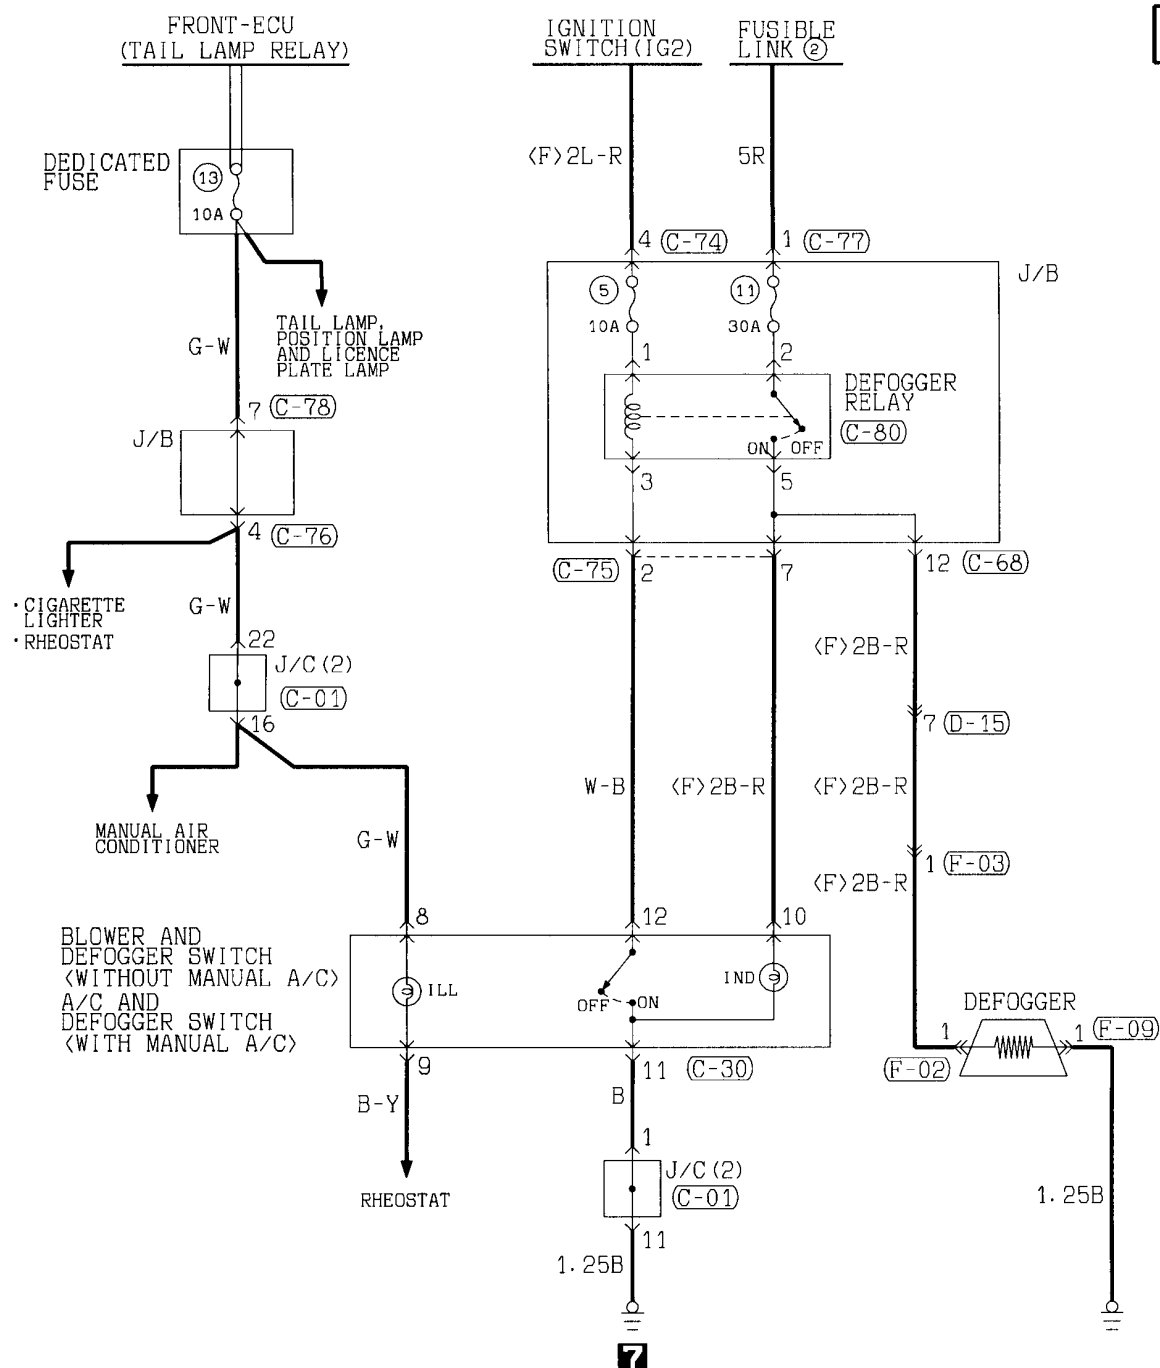 FRONT-ECU
(TAIL LAMP RELAY)
IGNITION
SWITCH(IG2)
FUSIBLE
LINK ②
DEDICATED
FUSE
13
10A
<F>2L-R
5R
4 C-74
1 C-77
J/B
5
10A
11
30A
TAIL LAMP,
POSITION LAMP
AND LICENCE
PLATE LAMP
G-W
1
2
DEFOGGER
RELAY
C-80
ON OFF
7 C-78
J/B
3
5
4 C-76
C-75 2
7
12 C-68
·CIGARETTE
LIGHTER
·RHEOSTAT
G-W
22
J/C(2)
C-01
16
<F>2B-R
7 D-15
W-B
<F>2B-R
<F>2B-R
MANUAL AIR
CONDITIONER
G-W
1 F-03
<F>2B-R
8
12
10
BLOWER AND
DEFOGGER SWITCH
<WITHOUT MANUAL A/C>
A/C AND
DEFOGGER SWITCH
<WITH MANUAL A/C>
ILL
OFF ON
IND
DEFOGGER
1
1 F-09
F-02
9
11 C-30
B-Y
B
1
J/C(2)
C-01
RHEOSTAT
11
1.25B
1.25B
7